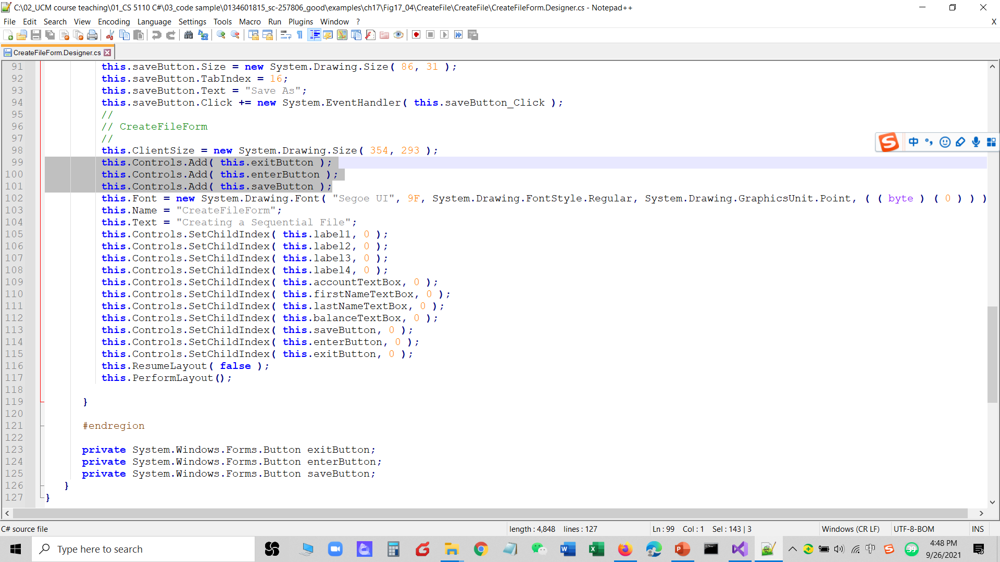 C:\02_UCM course teaching\01_CS 5110 C#\03_code sample\0134601815_sc-257806_good\examples\ch17\Fig17_04\CreateFile\CreateFile\CreateFileForm.Designer.cs - Notepad++
File Edit Search View Encoding Language Settings Tools Macro Run Plugins Window ? X
CreateFileForm.Designer.cs
91 this.saveButton.Size = new System.Drawing.Size( 86, 31 );
92 this.saveButton.TabIndex = 16;
93 this.saveButton.Text = "Save As";
94 this.saveButton.Click += new System.EventHandler( this.saveButton_Click );
95 //
96 // CreateFileForm
97 //
98 this.ClientSize = new System.Drawing.Size( 354, 293 );
99 this.Controls.Add( this.exitButton );
100 this.Controls.Add( this.enterButton );
101 this.Controls.Add( this.saveButton );
102 this.Font = new System.Drawing.Font( "Segoe UI", 9F, System.Drawing.FontStyle.Regular, System.Drawing.GraphicsUnit.Point, ( ( byte ) ( 0 ) ) )
103 this.Name = "CreateFileForm";
104 this.Text = "Creating a Sequential File";
105 this.Controls.SetChildIndex( this.label1, 0 );
106 this.Controls.SetChildIndex( this.label2, 0 );
107 this.Controls.SetChildIndex( this.label3, 0 );
108 this.Controls.SetChildIndex( this.label4, 0 );
109 this.Controls.SetChildIndex( this.accountTextBox, 0 );
110 this.Controls.SetChildIndex( this.firstNameTextBox, 0 );
111 this.Controls.SetChildIndex( this.lastNameTextBox, 0 );
112 this.Controls.SetChildIndex( this.balanceTextBox, 0 );
113 this.Controls.SetChildIndex( this.saveButton, 0 );
114 this.Controls.SetChildIndex( this.enterButton, 0 );
115 this.Controls.SetChildIndex( this.exitButton, 0 );
116 this.ResumeLayout( false );
117 this.PerformLayout();
118
119 }
120
121 #endregion
122
123 private System.Windows.Forms.Button exitButton;
124 private System.Windows.Forms.Button enterButton;
125 private System.Windows.Forms.Button saveButton;
126 }
127 }
中
C# source file length : 4,848 lines : 127 Ln : 99 Col : 1 Sel : 143 | 3 Windows (CR LF) UTF-8-BOM INS
Type here to search
中 39 4:48 PM
9/26/2021